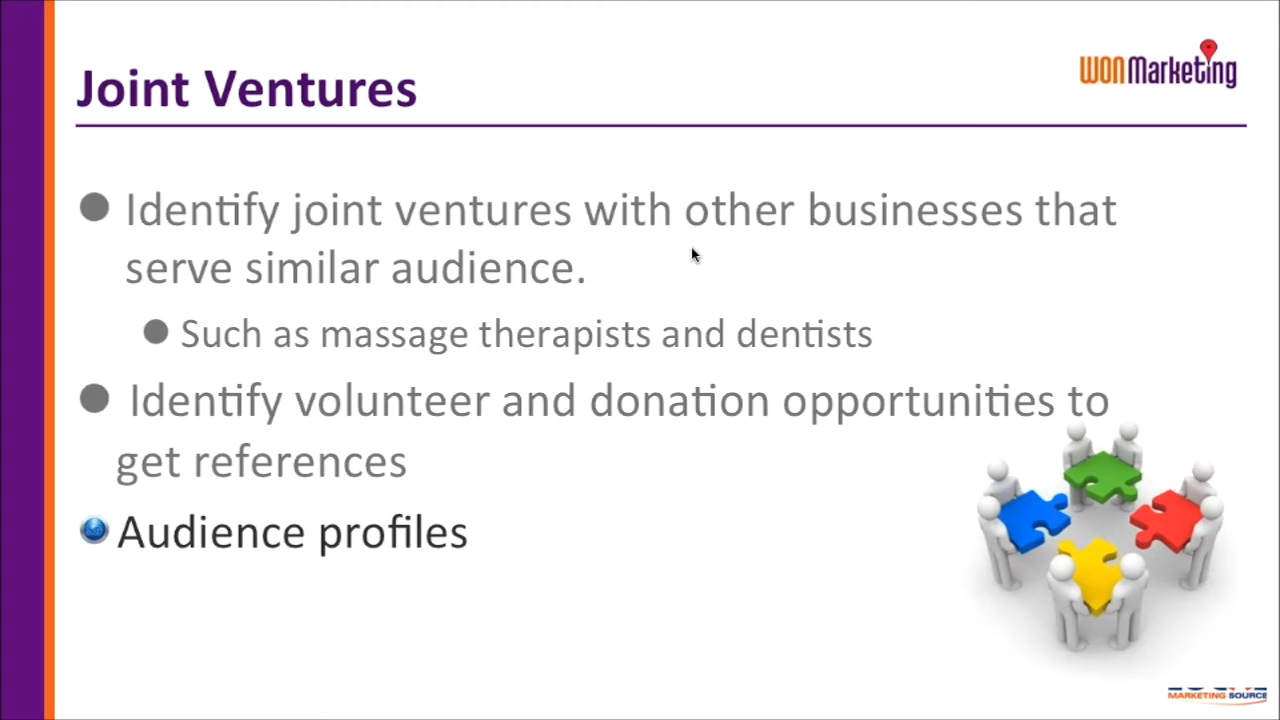 Joint Ventures
WON Marketing
Identify joint ventures with other businesses that
serve similar audience.
Such as massage therapists and dentists
Identify volunteer and donation opportunities to
get references
Audience profiles
MARKETING SOURCE